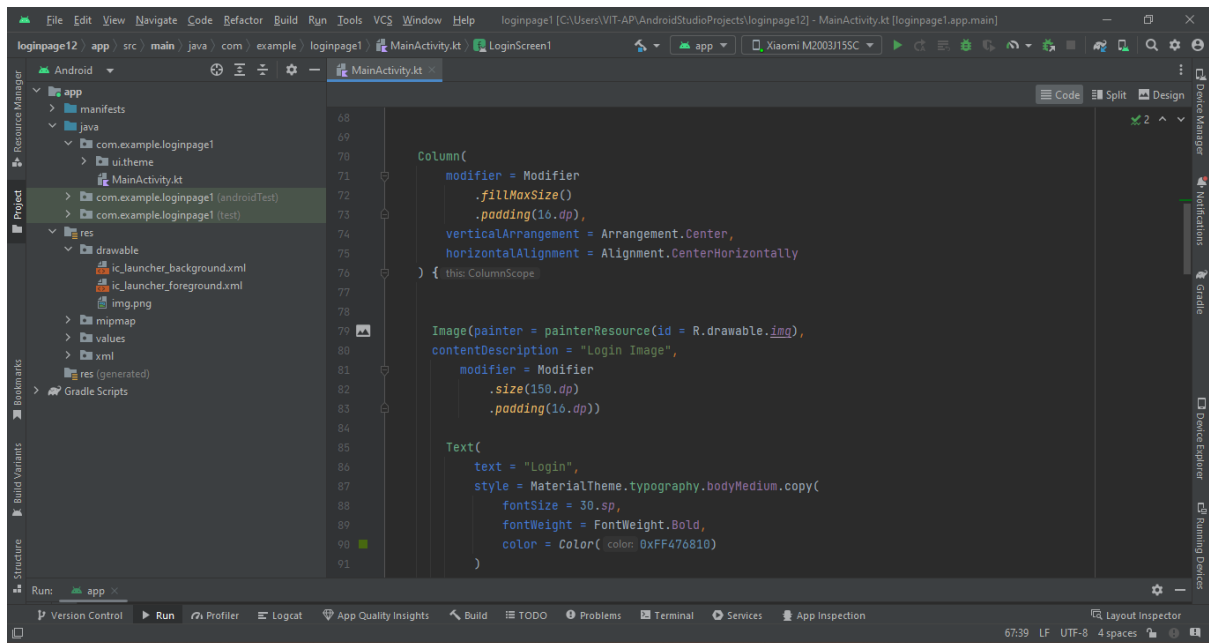 File Edit View Navigate Code Refactor Build Run Tools VCS Window Help loginpage1 [C:\Users\VIT-AP\AndroidStudioProjects\loginpage12] - MainActivity.kt [loginpage1.app.main]
loginpage12 app src main java com example loginpage1 MainActivity.kt LoginScreen1 app Xiaomi M2003J15SC
Android
MainActivity.kt
Code Split Design
2
app
manifests
java
com.example.loginpage1
ui.theme
MainActivity.kt
com.example.loginpage1 (androidTest)
com.example.loginpage1 (test)
res
drawable
ic_launcher_background.xml
ic_launcher_foreground.xml
img.png
mipmap
values
xml
res (generated)
Gradle Scripts
68
69
70 Column(
71 modifier = Modifier
72 .fillMaxSize()
73 .padding(16.dp),
74 verticalArrangement = Arrangement.Center,
75 horizontalAlignment = Alignment.CenterHorizontally
76 ) { this: ColumnScope
77
78
79 Image(painter = painterResource(id = R.drawable.img),
80 contentDescription = "Login Image",
81 modifier = Modifier
82 .size(150.dp)
83 .padding(16.dp))
84
85 Text(
86 text = "Login",
87 style = MaterialTheme.typography.bodyMedium.copy(
88 fontSize = 30.sp,
89 fontWeight = FontWeight.Bold,
90 color = Color( color: 0xFF476810)
91 )
Resource Manager
Project
Bookmarks
Build Variants
Structure
Device Manager
Notifications
Gradle
Device Explorer
Running Devices
Run: app
Version Control Run Profiler Logcat App Quality Insights Build TODO Problems Terminal Services App Inspection Layout Inspector
67:39 LF UTF-8 4 spaces